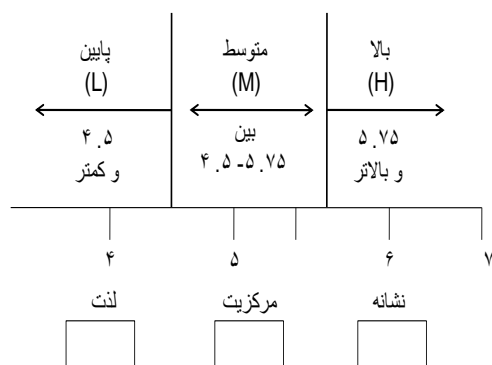 بالا
(H)
متوسط
(M)
پایین
(L)
۵.۷۵
و بالاتر
بین
۴.۵-۵.۷۵
۴.۵
و کمتر
۴ ۵ ۶ ۷
نشانه
مرکزیت
لذت